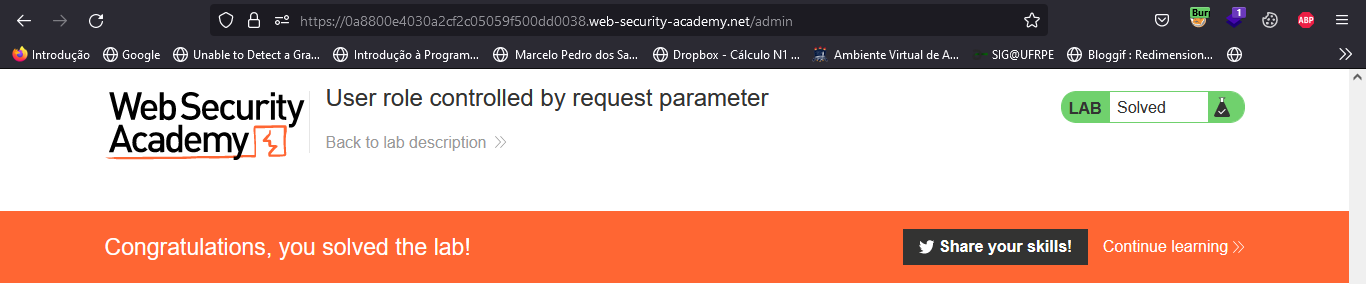 https://0a8800e4030a2cf2c05059f500dd0038.web-security-academy.net/admin
Burr
1
ABP
Introdução Google Unable to Detect a Gra... Introdução à Program... Marcelo Pedro dos Sa... Dropbox - Cálculo N1 ... Ambiente Virtual de A... SIG@UFRPE Bloggif : Redimension...
Web Security
Academy
User role controlled by request parameter
Back to lab description
LAB Solved
Congratulations, you solved the lab!
Share your skills! Continue learning